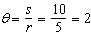 θ = s/r = 10/5 = 2